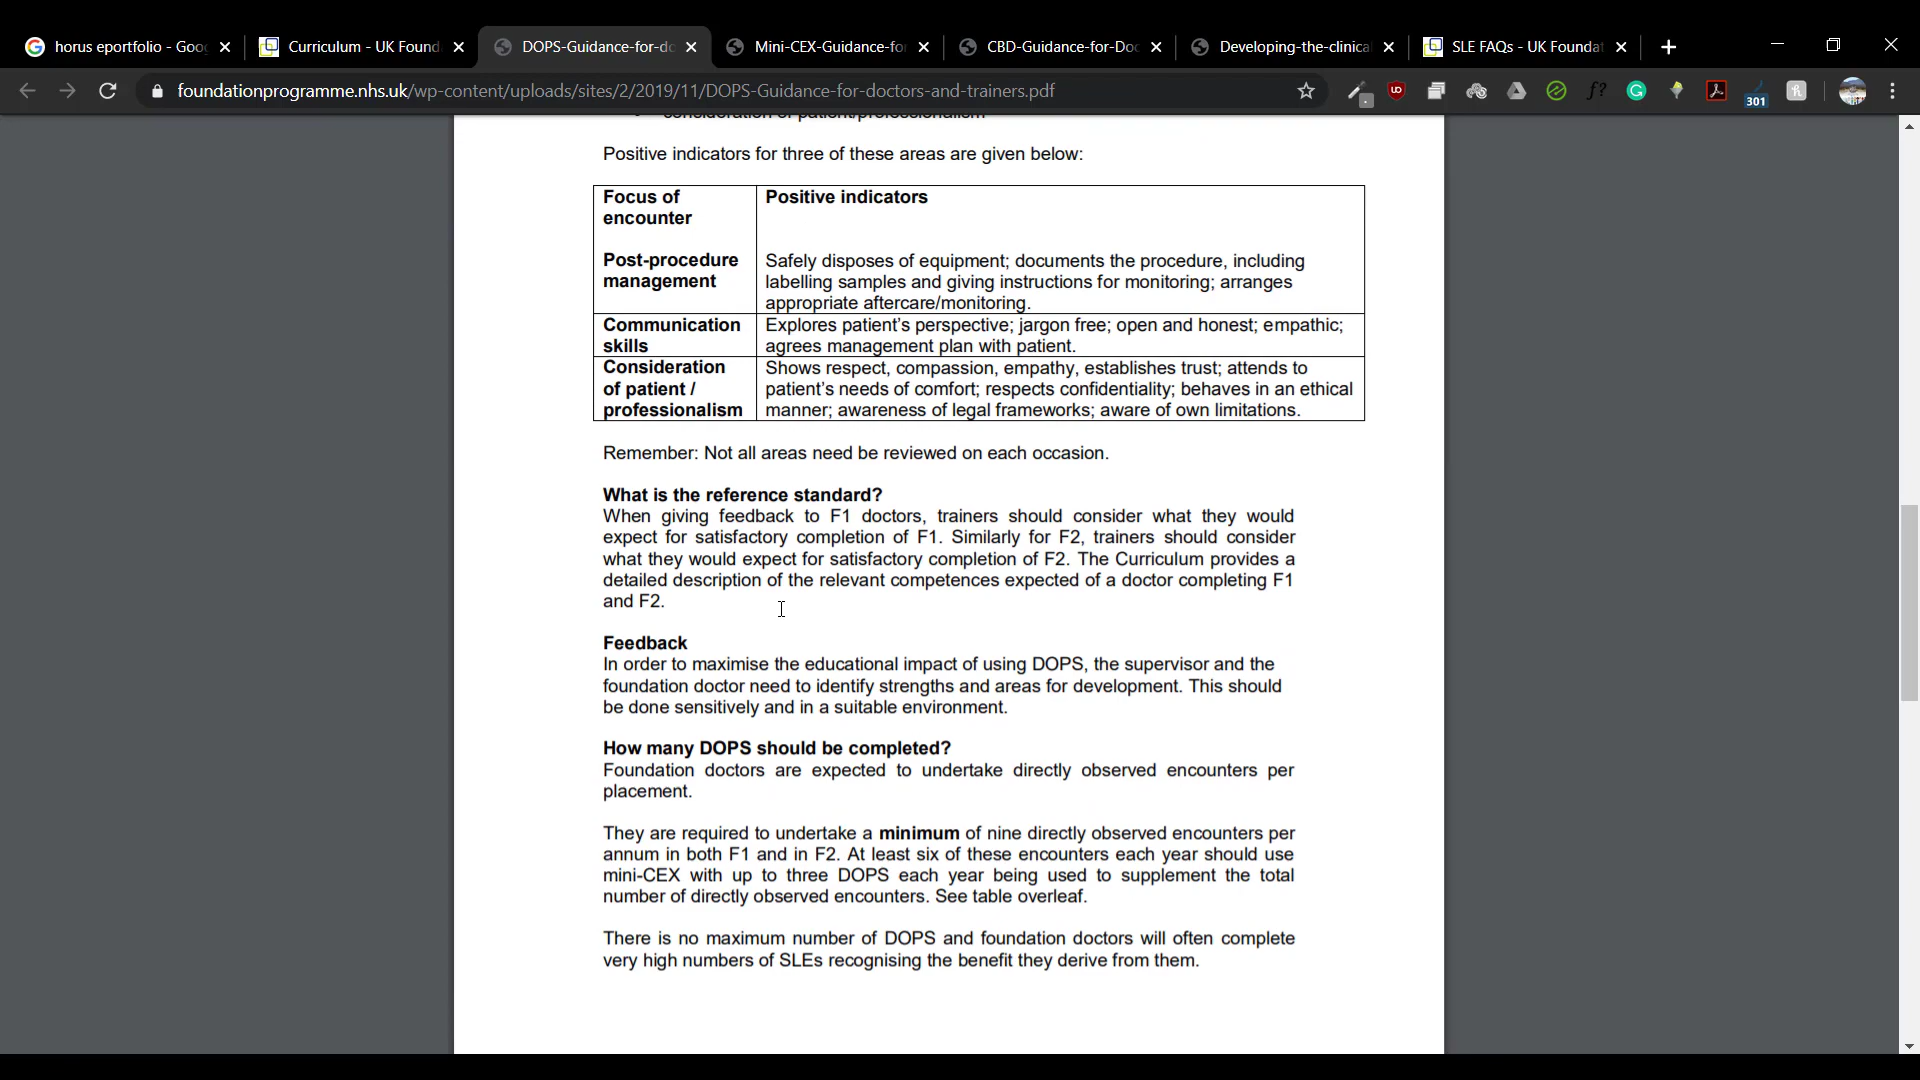 horus eportfolio - Goo
Curriculum - UK Found
DOPS-Guidance-for-do
Mini-CEX-Guidance-for
CBD-Guidance-for-Doc
Developing-the-clinical
SLE FAQs - UK Foundat
foundationprogramme.nhs.uk/wp-content/uploads/sites/2/2019/11/DOPS-Guidance-for-doctors-and-trainers.pdf
f?
301
consideration of patient/professionalism
Positive indicators for three of these areas are given below:
Focus of
encounter
Positive indicators
Post-procedure
management
Safely disposes of equipment; documents the procedure, including
labelling samples and giving instructions for monitoring; arranges
appropriate aftercare/monitoring.
Communication
skills
Explores patient's perspective; jargon free; open and honest; empathic;
agrees management plan with patient.
Consideration
of patient /
professionalism
Shows respect, compassion, empathy, establishes trust; attends to
patient's needs of comfort; respects confidentiality; behaves in an ethical
manner; awareness of legal frameworks; aware of own limitations.
Remember: Not all areas need be reviewed on each occasion.
What is the reference standard?
When giving feedback to F1 doctors, trainers should consider what they would
expect for satisfactory completion of F1. Similarly for F2, trainers should consider
what they would expect for satisfactory completion of F2. The Curriculum provides a
detailed description of the relevant competences expected of a doctor completing F1
and F2.
Feedback
In order to maximise the educational impact of using DOPS, the supervisor and the
foundation doctor need to identify strengths and areas for development. This should
be done sensitively and in a suitable environment.
How many DOPS should be completed?
Foundation doctors are expected to undertake directly observed encounters per
placement.
They are required to undertake a minimum of nine directly observed encounters per
annum in both F1 and in F2. At least six of these encounters each year should use
mini-CEX with up to three DOPS each year being used to supplement the total
number of directly observed encounters. See table overleaf.
There is no maximum number of DOPS and foundation doctors will often complete
very high numbers of SLEs recognising the benefit they derive from them.